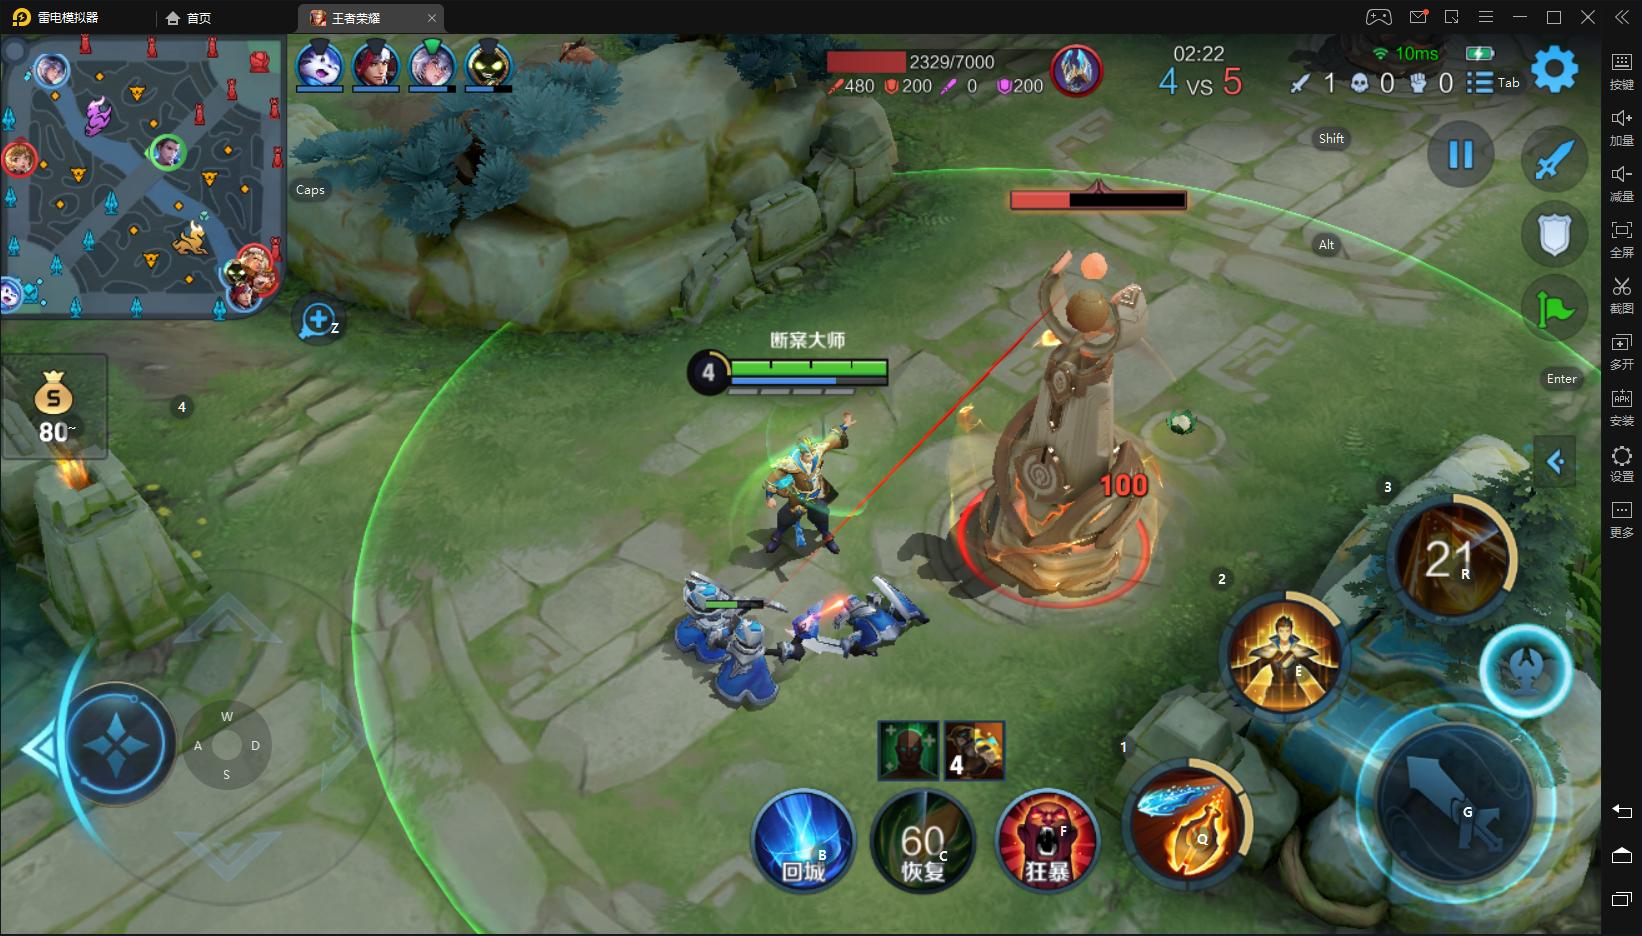 雷电模拟器
首页
王者荣耀
2329/7000
480 200 0 200
02:22
4 vs 5
10ms
1 0 0
Tab
按键
加量
减量
全屏
截图
多开
安装
设置
更多
Shift
Caps
Alt
Z
Enter
断案大师
4
S
80~
4
100
3
21
R
2
E
W
A
D
S
4
1
Q
G
B
回城
60
C
恢复
F
狂暴
APK